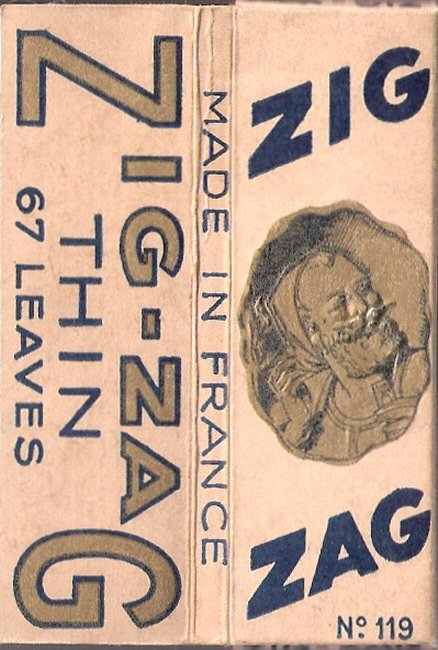 ZIG-ZAG
THIN
67 LEAVES
MADE IN FRANCE
ZIG
ZAG
Nº 119